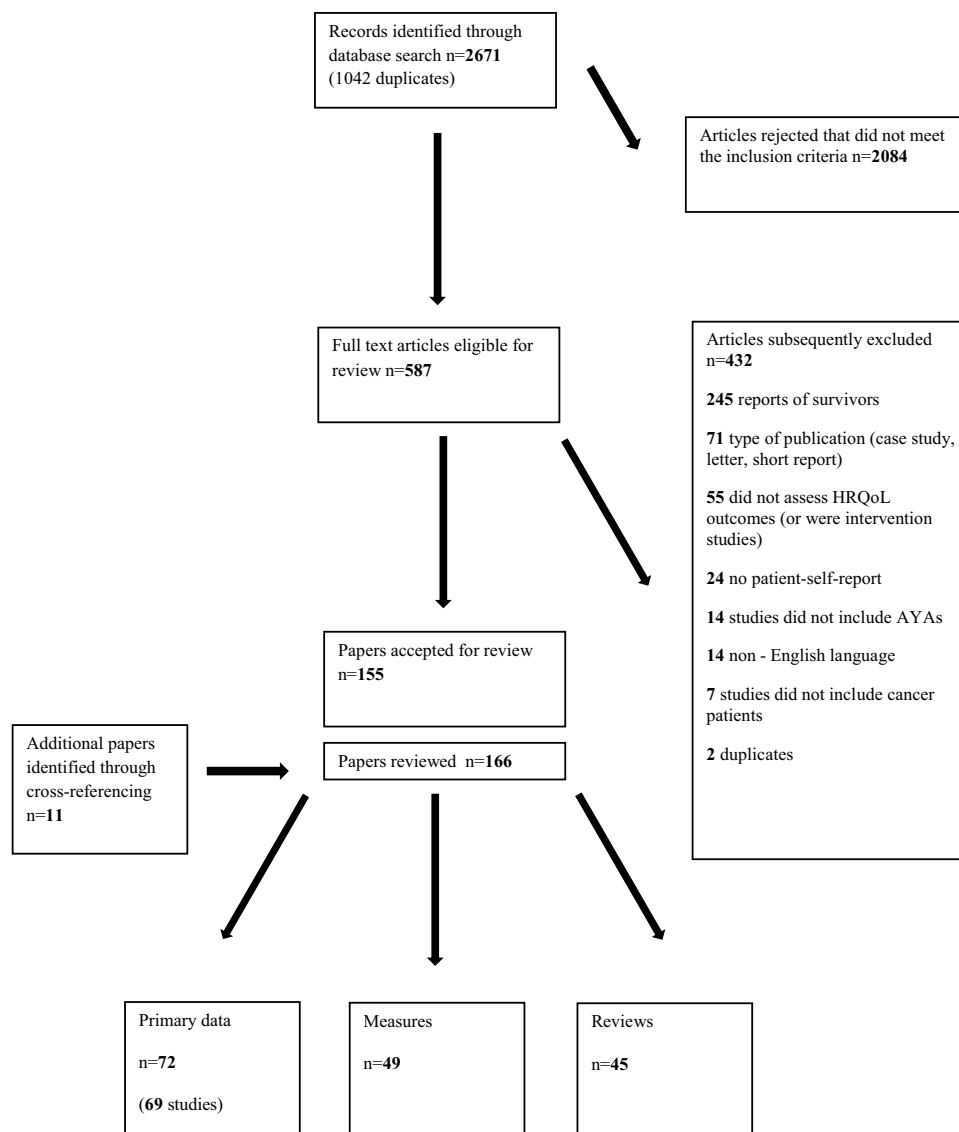 Records identified through
database search n=2671
(1042 duplicates)
Articles rejected that did not meet
the inclusion criteria n=2084
Full text articles eligible for
review n=587
Articles subsequently excluded
n=432
245 reports of survivors
71 type of publication (case study,
letter, short report)
55 did not assess HRQoL
outcomes (or were intervention
studies)
24 no patient-self-report
14 studies did not include AYAs
14 non - English language
7 studies did not include cancer
patients
2 duplicates
Papers accepted for review
n=155
Additional papers
identified through
cross-referencing
n=11
Papers reviewed n=166
Primary data
n=72
(69 studies)
Measures
n=49
Reviews
n=45